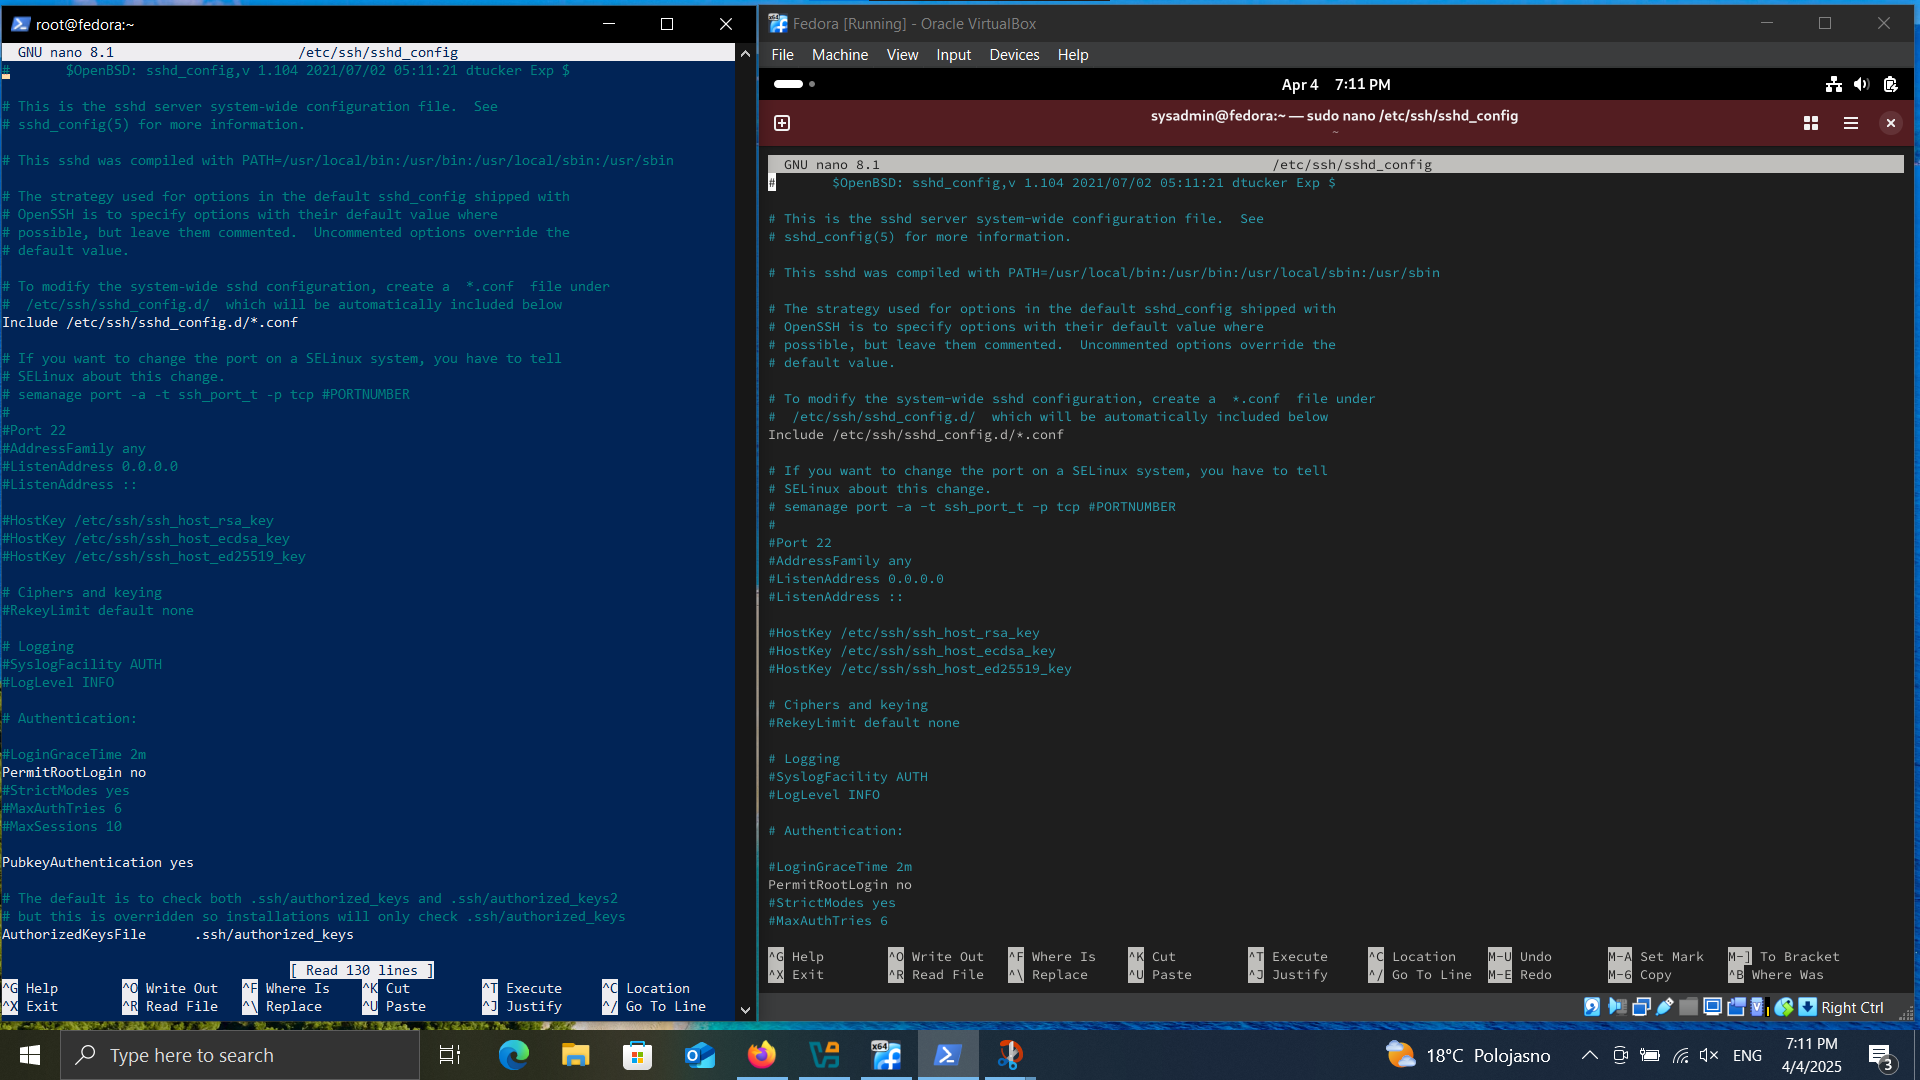 root@fedora:~
GNU nano 8.1 /etc/ssh/sshd_config
# $OpenBSD: sshd_config,v 1.104 2021/07/02 05:11:21 dtucker Exp $
# This is the sshd server system-wide configuration file. See
# sshd_config(5) for more information.
# This sshd was compiled with PATH=/usr/local/bin:/usr/bin:/usr/local/sbin:/usr/sbin
# The strategy used for options in the default sshd_config shipped with
# OpenSSH is to specify options with their default value where
# possible, but leave them commented. Uncommented options override the
# default value.
# To modify the system-wide sshd configuration, create a *.conf file under
# /etc/ssh/sshd_config.d/ which will be automatically included below
Include /etc/ssh/sshd_config.d/*.conf
# If you want to change the port on a SELinux system, you have to tell
# SELinux about this change.
# semanage port -a -t ssh_port_t -p tcp #PORTNUMBER
#
#Port 22
#AddressFamily any
#ListenAddress 0.0.0.0
#ListenAddress ::
#HostKey /etc/ssh/ssh_host_rsa_key
#HostKey /etc/ssh/ssh_host_ecdsa_key
#HostKey /etc/ssh/ssh_host_ed25519_key
# Ciphers and keying
#RekeyLimit default none
# Logging
#SyslogFacility AUTH
#LogLevel INFO
# Authentication:
#LoginGraceTime 2m
PermitRootLogin no
#StrictModes yes
#MaxAuthTries 6
#MaxSessions 10
PubkeyAuthentication yes
# The default is to check both .ssh/authorized_keys and .ssh/authorized_keys2
# but this is overridden so installations will only check .ssh/authorized_keys
AuthorizedKeysFile .ssh/authorized_keys
[ Read 130 lines ]
^G Help ^O Write Out ^F Where Is ^K Cut ^T Execute ^C Location
^X Exit ^R Read File ^\ Replace ^U Paste ^J Justify ^/ Go To Line
Fedora [Running] - Oracle VirtualBox
File Machine View Input Devices Help
Apr 4 7:11 PM
sysadmin@fedora:~ — sudo nano /etc/ssh/sshd_config
~
GNU nano 8.1 /etc/ssh/sshd_config
# $OpenBSD: sshd_config,v 1.104 2021/07/02 05:11:21 dtucker Exp $
# This is the sshd server system-wide configuration file. See
# sshd_config(5) for more information.
# This sshd was compiled with PATH=/usr/local/bin:/usr/bin:/usr/local/sbin:/usr/sbin
# The strategy used for options in the default sshd_config shipped with
# OpenSSH is to specify options with their default value where
# possible, but leave them commented. Uncommented options override the
# default value.
# To modify the system-wide sshd configuration, create a *.conf file under
# /etc/ssh/sshd_config.d/ which will be automatically included below
Include /etc/ssh/sshd_config.d/*.conf
# If you want to change the port on a SELinux system, you have to tell
# SELinux about this change.
# semanage port -a -t ssh_port_t -p tcp #PORTNUMBER
#
#Port 22
#AddressFamily any
#ListenAddress 0.0.0.0
#ListenAddress ::
#HostKey /etc/ssh/ssh_host_rsa_key
#HostKey /etc/ssh/ssh_host_ecdsa_key
#HostKey /etc/ssh/ssh_host_ed25519_key
# Ciphers and keying
#RekeyLimit default none
# Logging
#SyslogFacility AUTH
#LogLevel INFO
# Authentication:
#LoginGraceTime 2m
PermitRootLogin no
#StrictModes yes
#MaxAuthTries 6
^G Help ^O Write Out ^F Where Is ^K Cut ^T Execute ^C Location M-U Undo M-A Set Mark M-] To Bracket
^X Exit ^R Read File ^\ Replace ^U Paste ^J Justify ^/ Go To Line M-E Redo M-6 Copy ^B Where Was
Right Ctrl
Type here to search
x64
18°C Polojasno
ENG
7:11 PM
4/4/2025
3